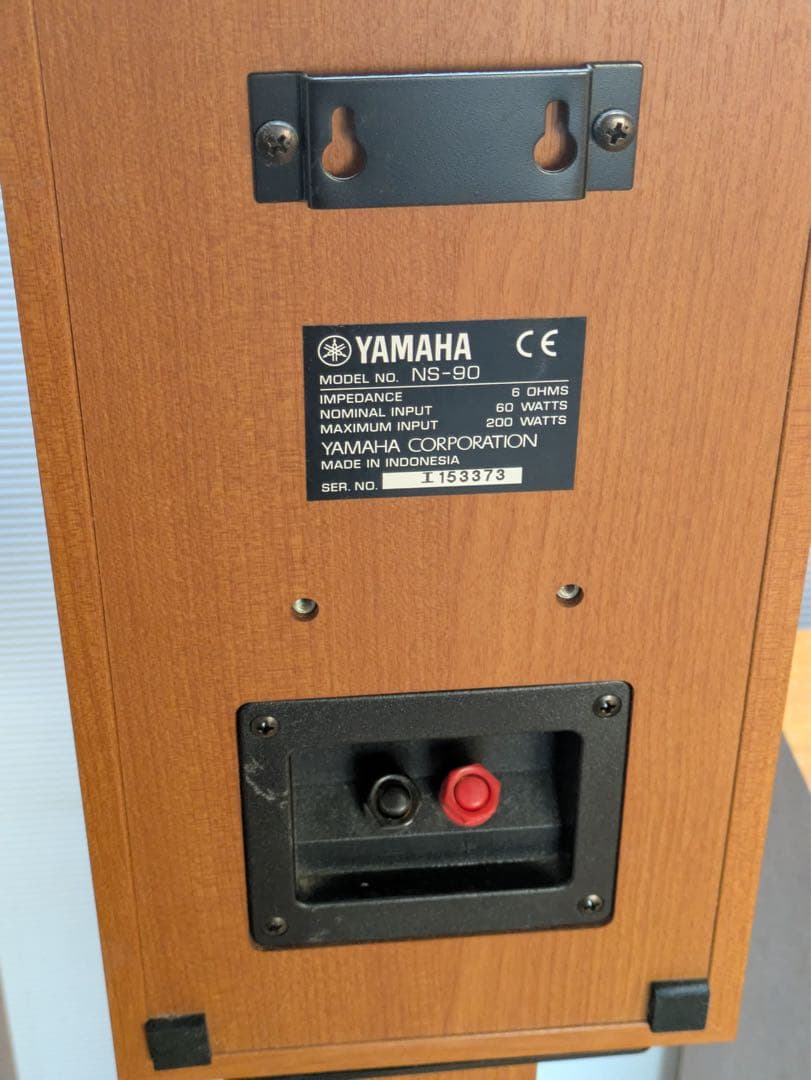 YAMAHA CE
MODEL NO. NS-90
IMPEDANCE 6 OHMS
NOMINAL INPUT 60 WATTS
MAXIMUM INPUT 200 WATTS
YAMAHA CORPORATION
MADE IN INDONESIA
SER. NO. I153373